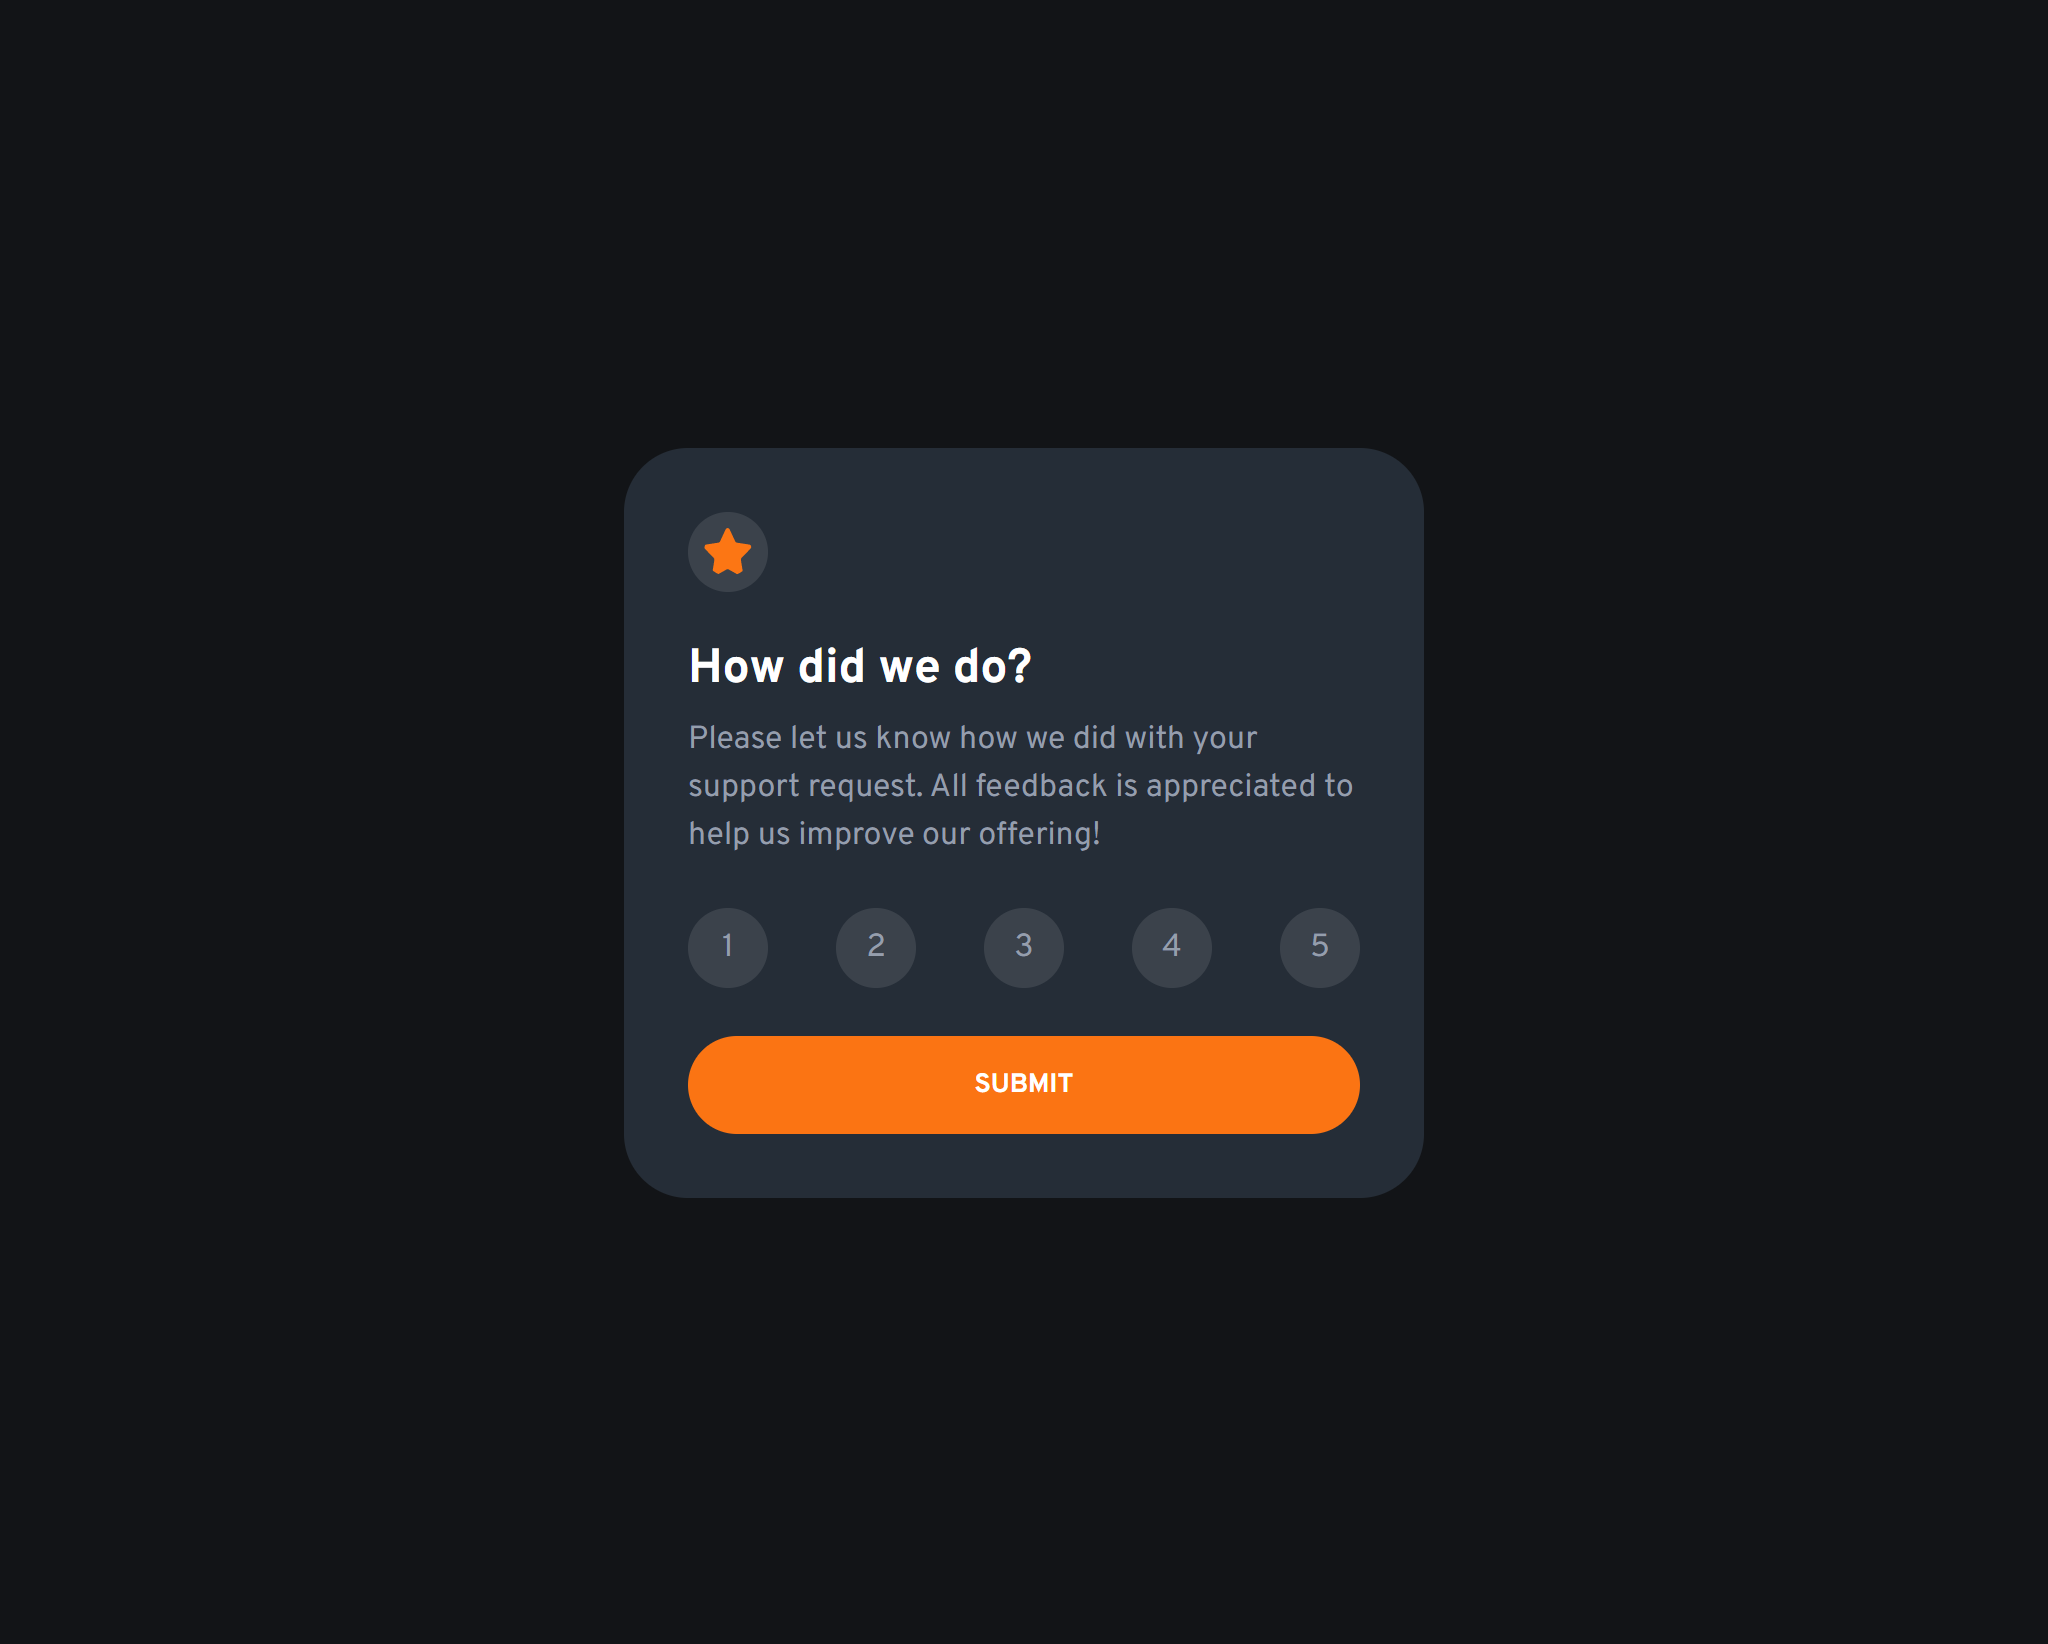 How did we do?
Please let us know how we did with your
support request. All feedback is appreciated to
help us improve our offering!
1 2 3 4 5
SUBMIT